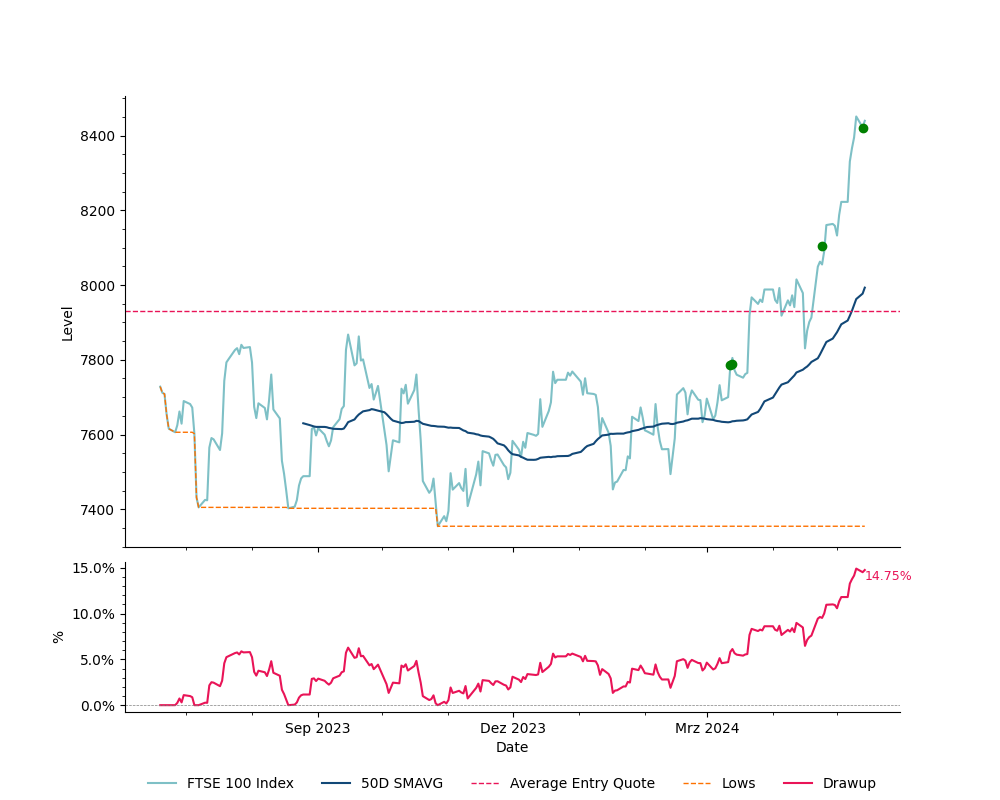 8400
8200
8000
7800
7600
7400
Level
15.0%
10.0%
5.0%
0.0%
%
14.75%
Sep 2023
Dez 2023
Mrz 2024
Date
FTSE 100 Index
50D SMAVG
Average Entry Quote
Lows
Drawup